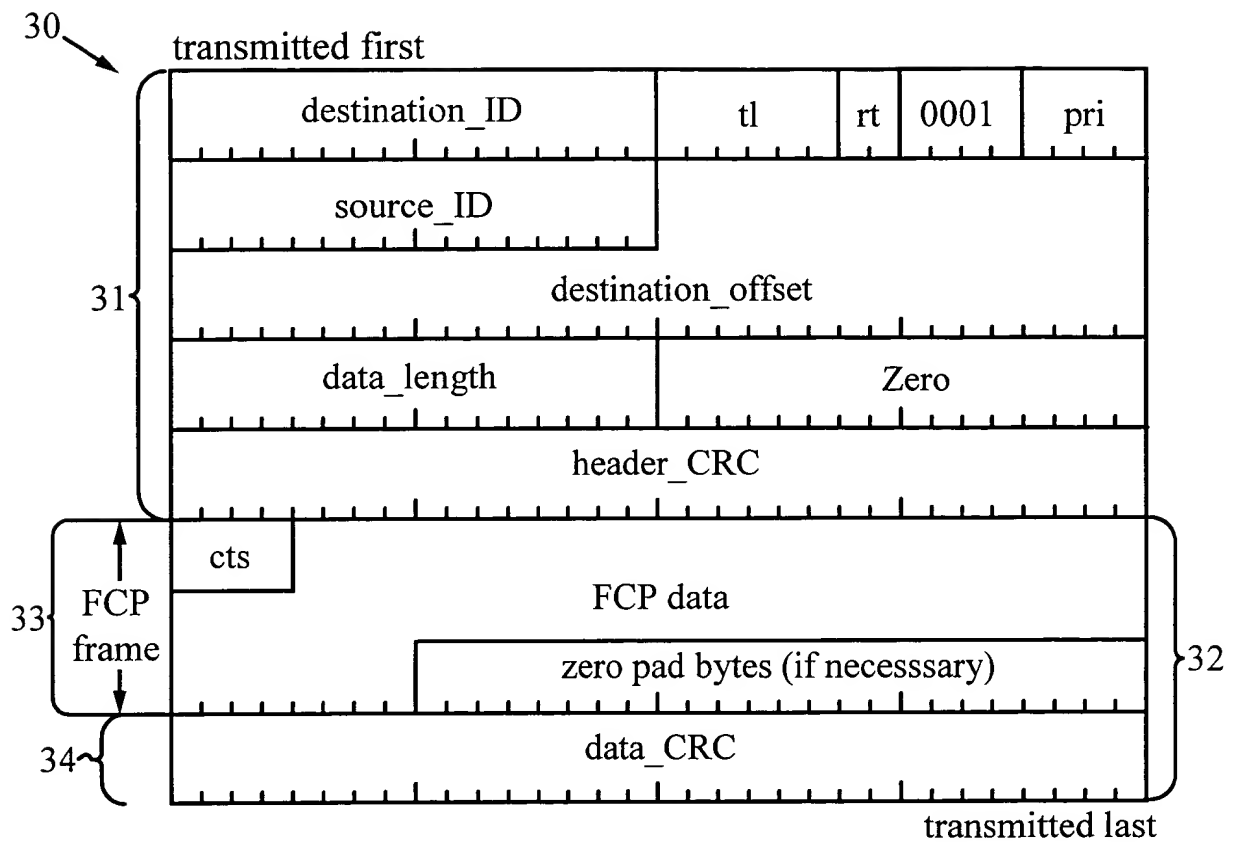 30
transmitted first
destination_ID tl rt 0001 pri
source_ID
31
destination_offset
data_length Zero
header_CRC
cts
33 FCP
frame
FCP data
zero pad bytes (if necesssary)
32
34
data_CRC
transmitted last